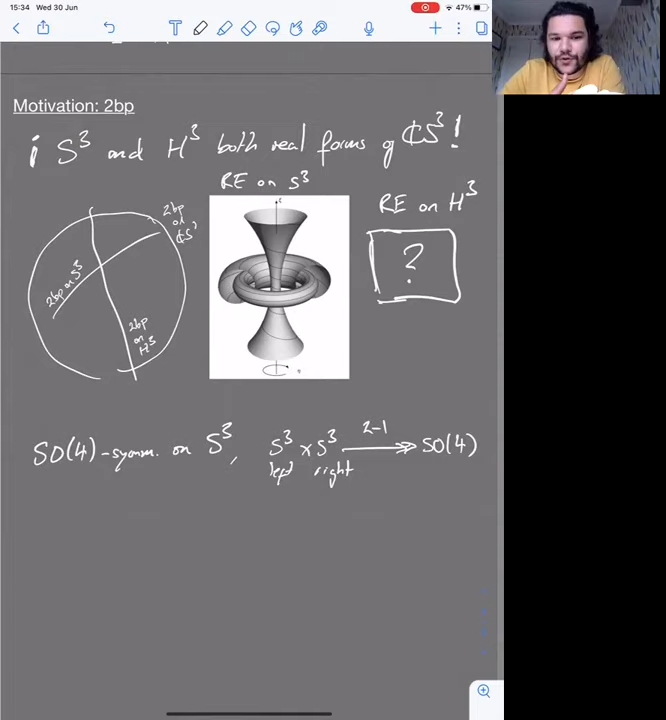 15:34 Wed 30 Jun
47%
Motivation: 2bp
¡ S³ and H³ both real forms of ℂS³!
RE on S³
RE on H³
2bp on ℂS³
2bp on S³
2bp on H³
?
SO(4)-symm. on S³, S³ × S³ 2-1 ↠ SO(4)
left right